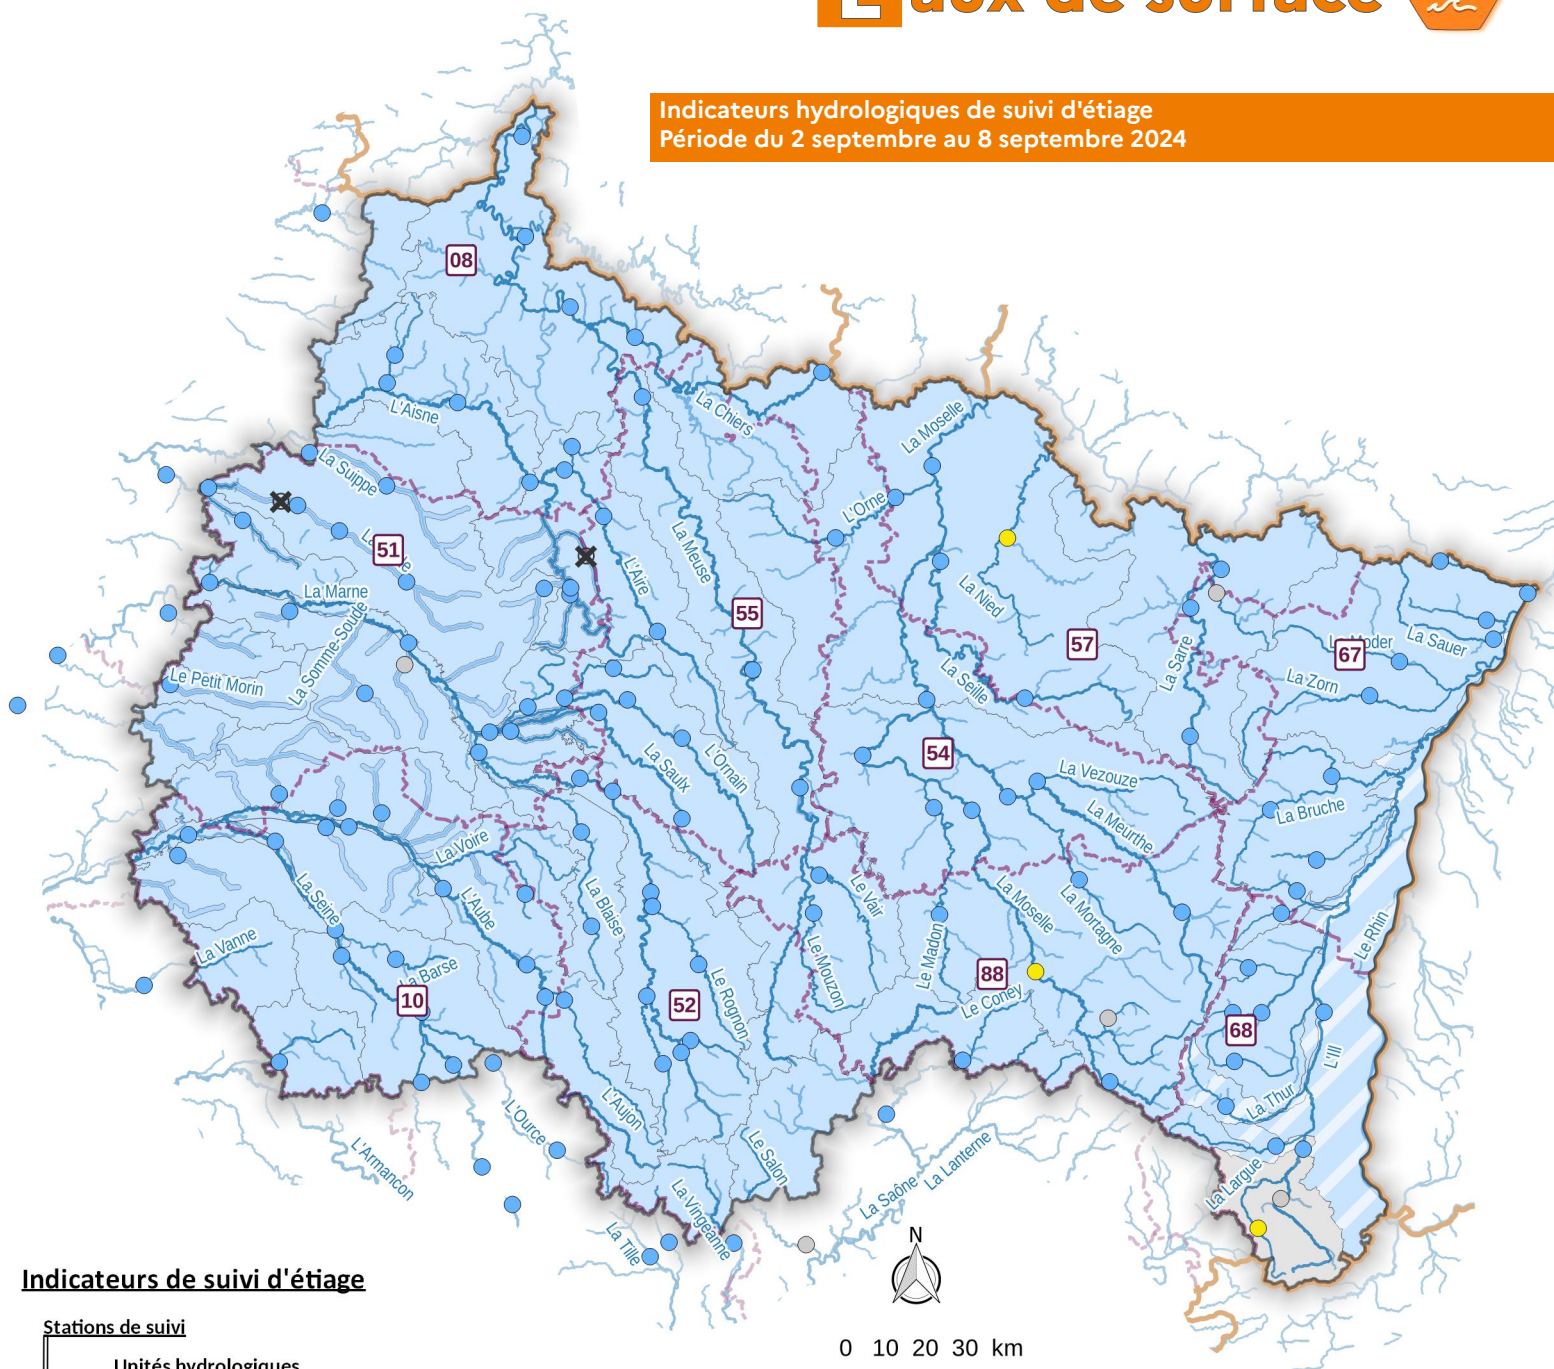 Eaux de surface
Indicateurs hydrologiques de suivi d'étiage
Période du 2 septembre au 8 septembre 2024
08
La Chiers
L'Aisne
La Moselle
La Suippe
L'Orne
51
La Meuse
L'Aire
La Nied
La Marne
55
57
La Sarre
67
La Sauer
La Somme-Soude
Le Petit Morin
La Seille
La Zorn
54
La Saulx
L'Ornain
La Vezouze
La Meurthe
La Bruche
La Voire
La Seine
L'Aube
La Blaise
Le Vair
La Moselle
La Mortagne
Le Rhin
La Vanne
La Barse
10
52
Le Rognon
Le Mouzon
Le Madon
88
Le Coney
68
L'Ill
La Thur
L'Aujon
L'Ource
L'Armançon
Le Salon
La Vingeanne
La Tille
La Saône
La Lanterne
La Largue
N
0 10 20 30 km
Indicateurs de suivi d'étiage
Stations de suivi
Unités hydrologiques